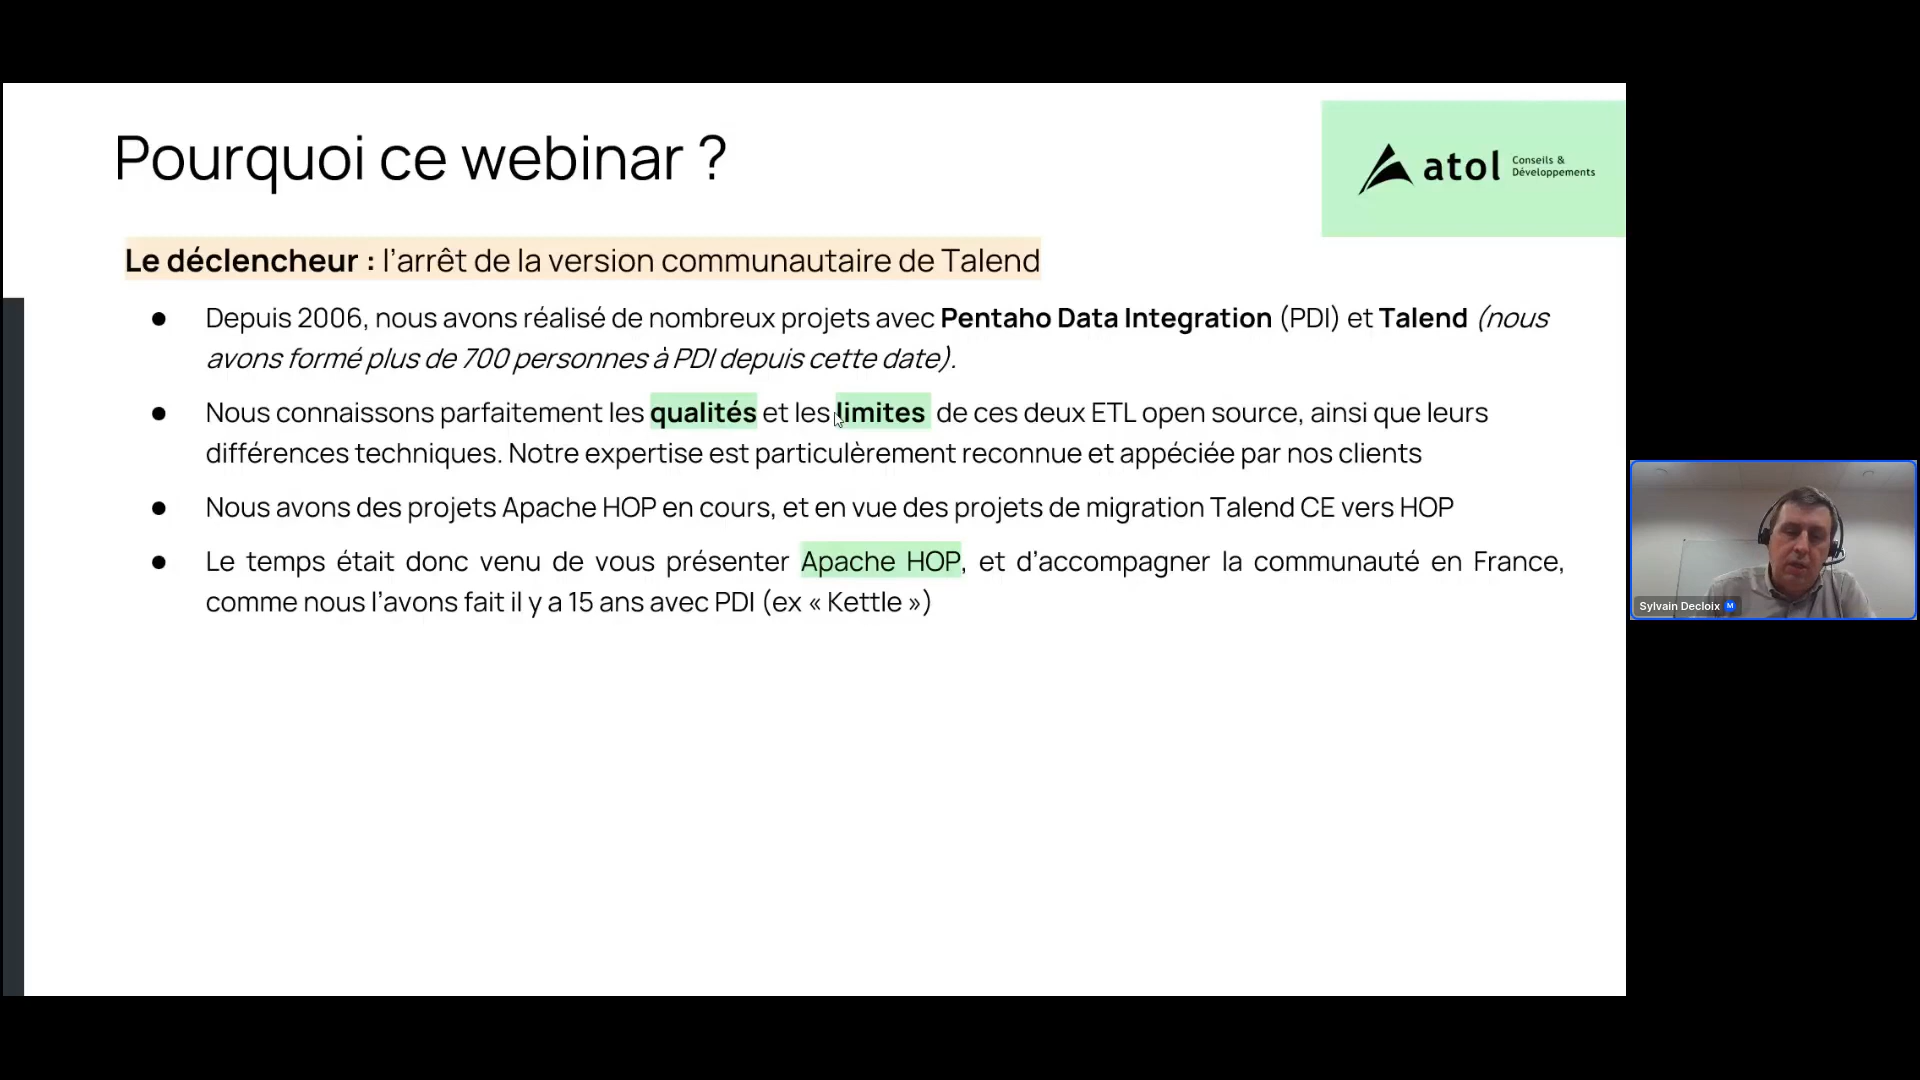 Pourquoi ce webinar ?
atol Conseils &
Développements
Le déclencheur : l'arrêt de la version communautaire de Talend
● Depuis 2006, nous avons réalisé de nombreux projets avec Pentaho Data Integration (PDI) et Talend (nous
avons formé plus de 700 personnes à PDI depuis cette date).
● Nous connaissons parfaitement les qualités et les limites de ces deux ETL open source, ainsi que leurs
différences techniques. Notre expertise est particulèrement reconnue et appéciée par nos clients
● Nous avons des projets Apache HOP en cours, et en vue des projets de migration Talend CE vers HOP
● Le temps était donc venu de vous présenter Apache HOP, et d'accompagner la communauté en France,
comme nous l'avons fait il y a 15 ans avec PDI (ex « Kettle »)
Sylvain Decloix M